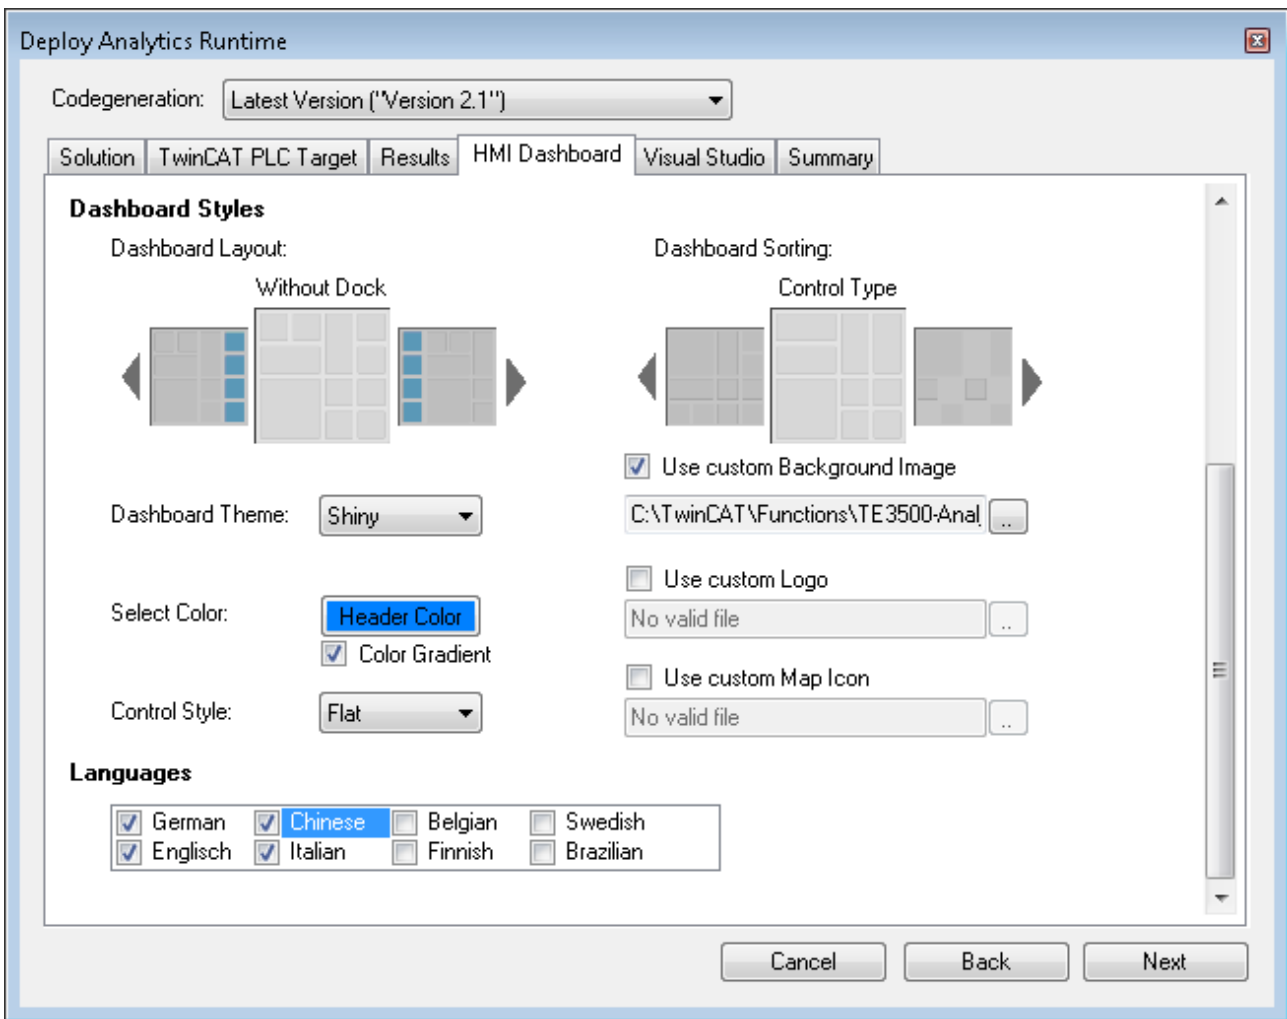 Deploy Analytics Runtime
Codegeneration: Latest Version ("Version 2.1")
Solution TwinCAT PLC Target Results HMI Dashboard Visual Studio Summary
Dashboard Styles
Dashboard Layout: Dashboard Sorting:
Without Dock Control Type
Use custom Background Image
Dashboard Theme: Shiny C:\TwinCAT\Functions\TE3500-Anal ..
Use custom Logo
Select Color: Header Color No valid file ..
Color Gradient
Use custom Map Icon
Control Style: Flat No valid file ..
Languages
German Chinese Belgian Swedish
Englisch Italian Finnish Brazilian
Cancel Back Next